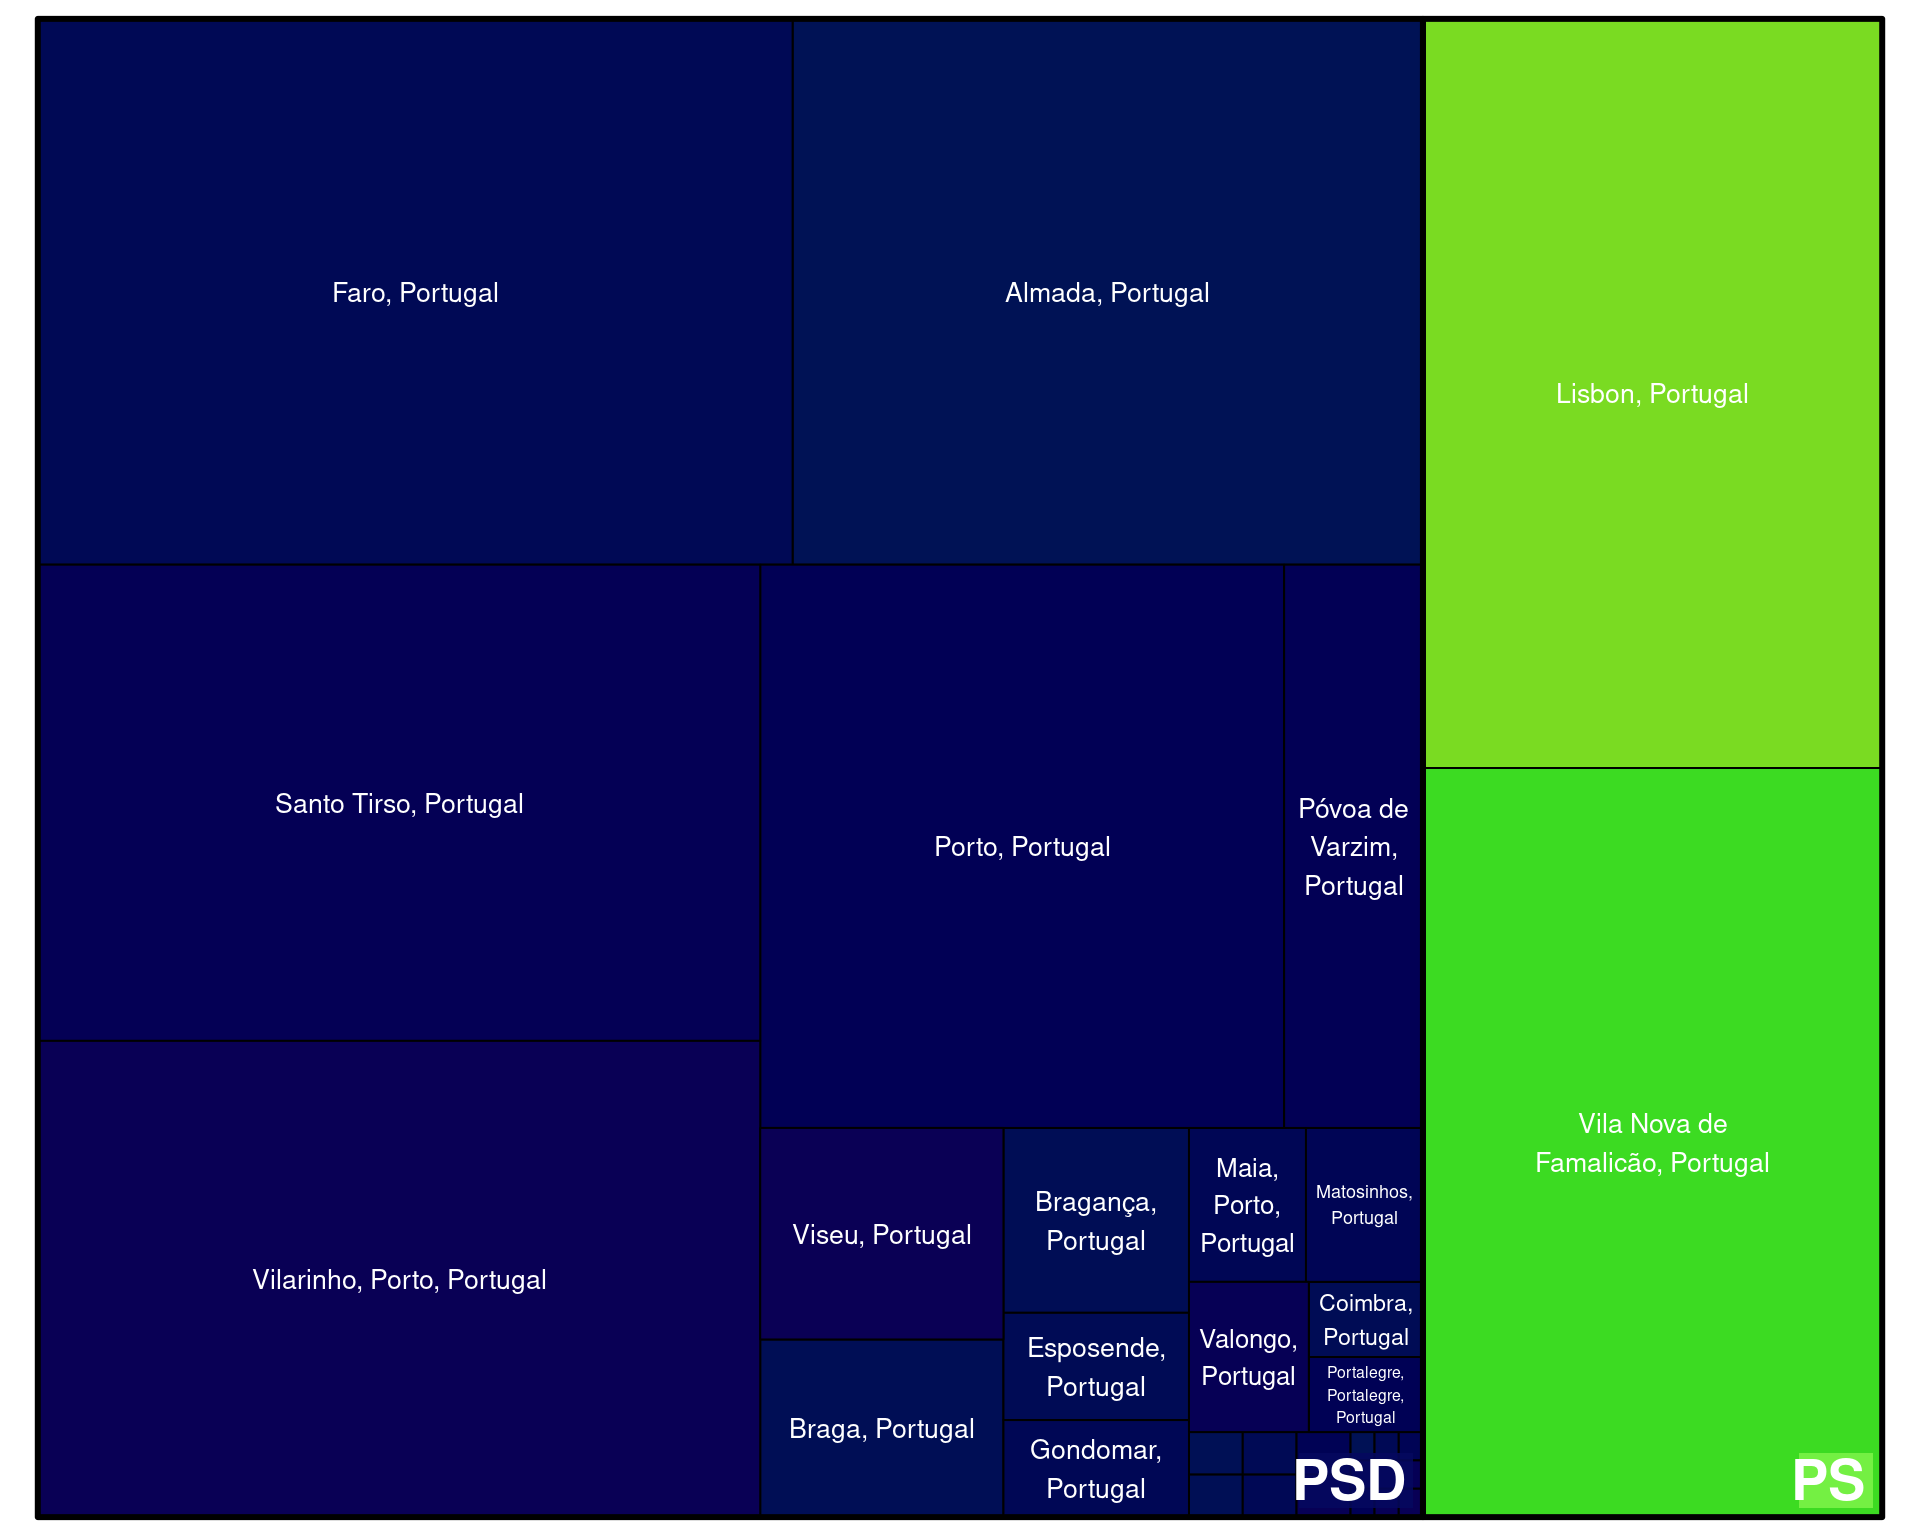 Faro, Portugal
Almada, Portugal
Lisbon, Portugal
Santo Tirso, Portugal
Porto, Portugal
Póvoa de
Varzim,
Portugal
Vila Nova de
Famalicão, Portugal
Vilarinho, Porto, Portugal
Viseu, Portugal
Bragança,
Portugal
Maia,
Porto,
Portugal
Matosinhos,
Portugal
Coimbra,
Portugal
Valongo,
Portugal
Esposende,
Portugal
Portalegre,
Portalegre,
Portugal
Braga, Portugal
Gondomar,
Portugal
PSD
PS